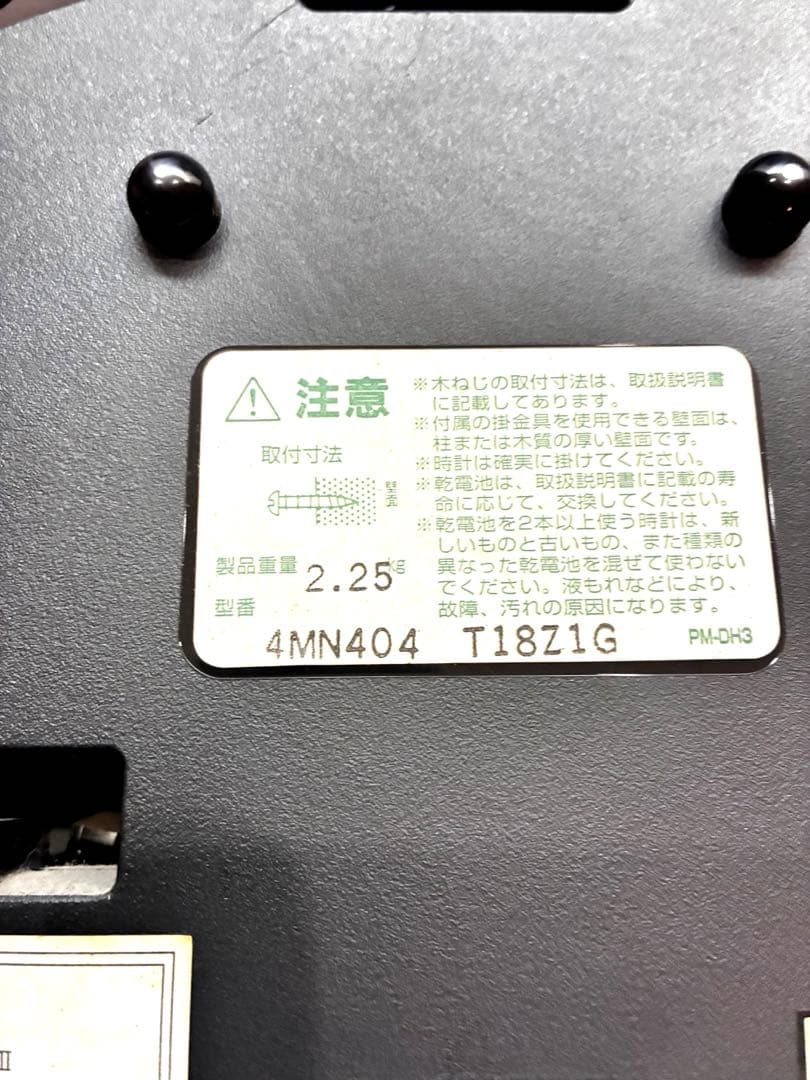 注意
取付寸法
壁面
製品重量 2.25kg
型番
4MN404 T18Z1G
※木ねじの取付寸法は、取扱説明書
に記載してあります。
※付属の掛金具を使用できる壁面は、
柱または木質の厚い壁面です。
※時計は確実に掛けてください。
※乾電池は、取扱説明書に記載の寿
命に応じて、交換してください。
※乾電池を2本以上使う時計は、新
しいものと古いもの、また種類の
異なった乾電池を混ぜて使わない
でください。液もれなどにより、
故障、汚れの原因になります。
PM-DH3
II